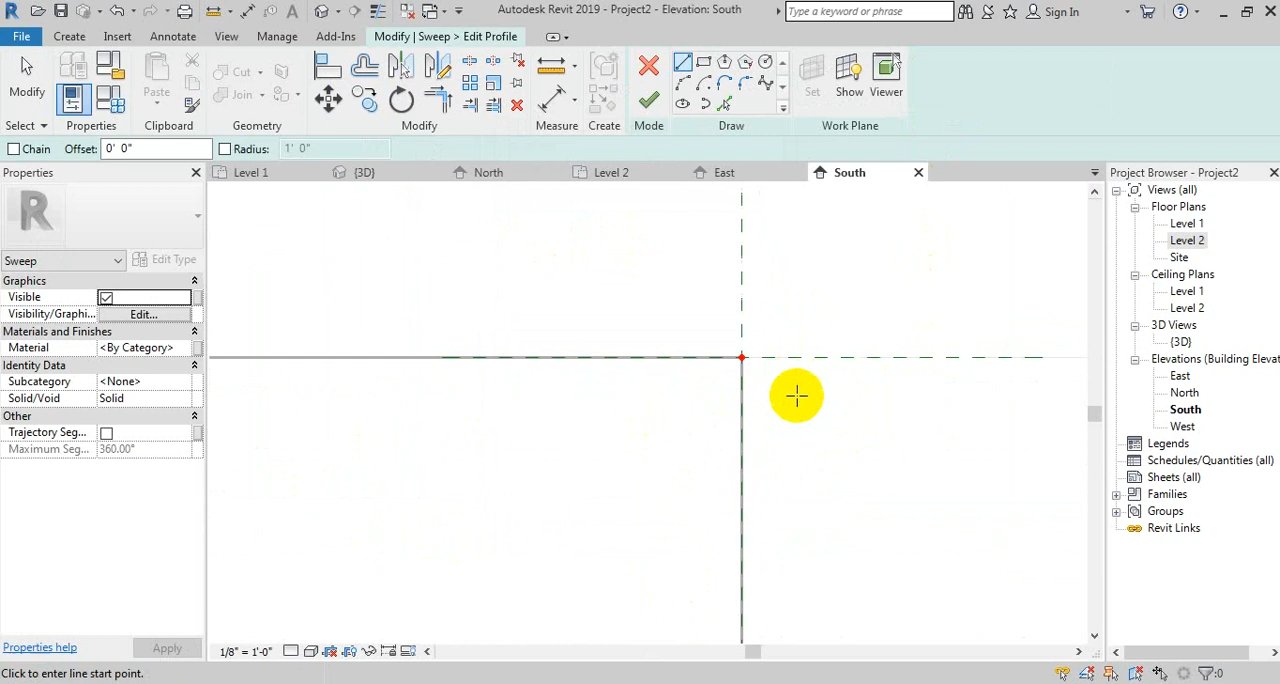 Autodesk Revit 2019 - Project2 - Elevation: South
Type a keyword or phrase
Sign In
File Create Insert Annotate View Manage Add-Ins Modify | Sweep > Edit Profile
Modify
Paste
Cut
Join
Set Show Viewer
Select Properties Clipboard Geometry Modify Measure Create Mode Draw Work Plane
Chain Offset: 0' 0" Radius: 1' 0"
Properties
Level 1 {3D} North Level 2 East South
Project Browser - Project2
R
Sweep Edit Type
Graphics
Visible
Visibility/Graphi... Edit...
Materials and Finishes
Material <By Category>
Identity Data
Subcategory <None>
Solid/Void Solid
Other
Trajectory Seg...
Maximum Seg... 360.00°
Views (all)
Floor Plans
Level 1
Level 2
Site
Ceiling Plans
Level 1
Level 2
3D Views
{3D}
Elevations (Building Elevat
East
North
South
West
Legends
Schedules/Quantities (all)
Sheets (all)
Families
Groups
Revit Links
Properties help Apply
1/8" = 1'-0"
Click to enter line start point.
:0